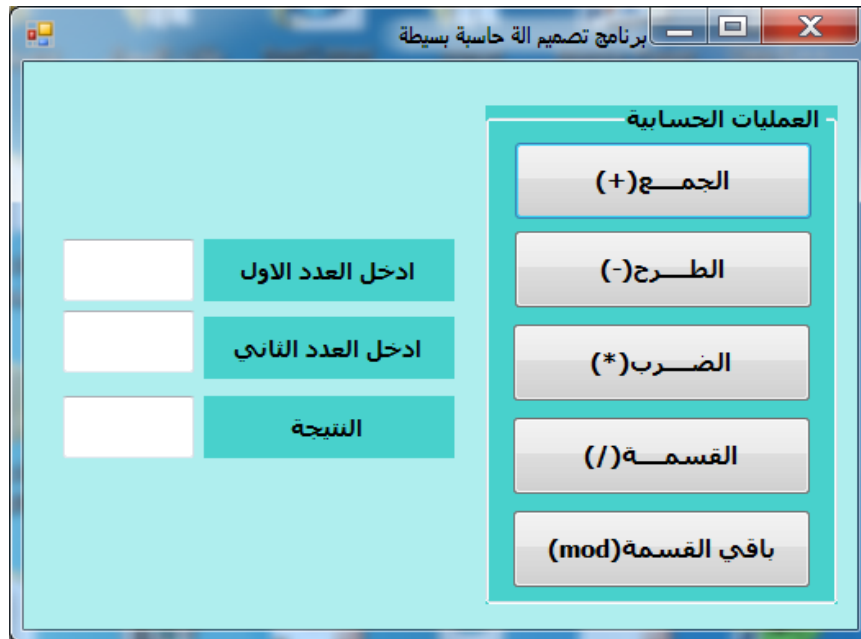 برنامج تصميم الة حاسبة بسيطة
العمليات الحسابية
الجمـــع(+)
الطـــرح(-)
الضـــرب(*)
القسمـــة(/)
باقي القسمة(mod)
ادخل العدد الاول
ادخل العدد الثاني
النتيجة